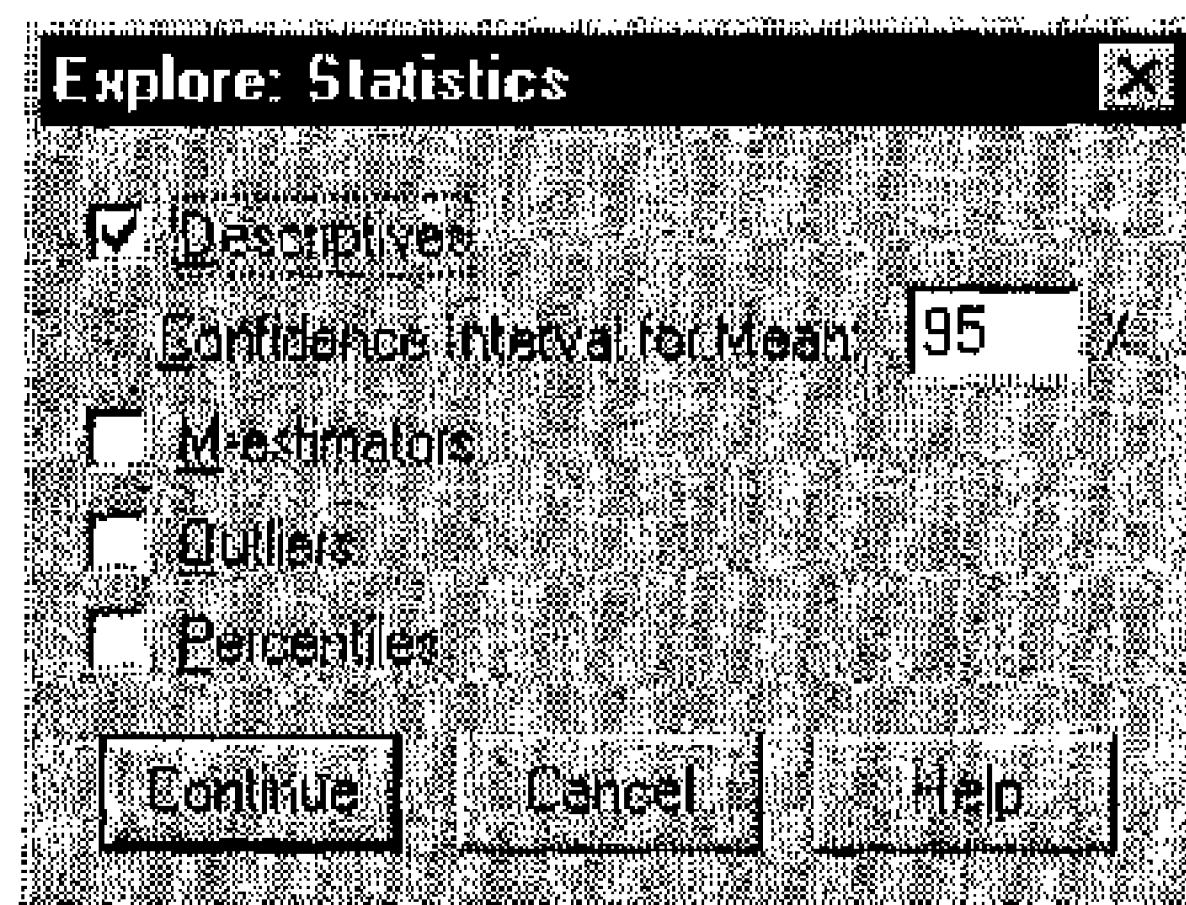 Explore: Statistics
Descriptives
Confidence Interval for Mean: 95 %
M-estimators
Outliers
Percentiles
Continue Cancel Help